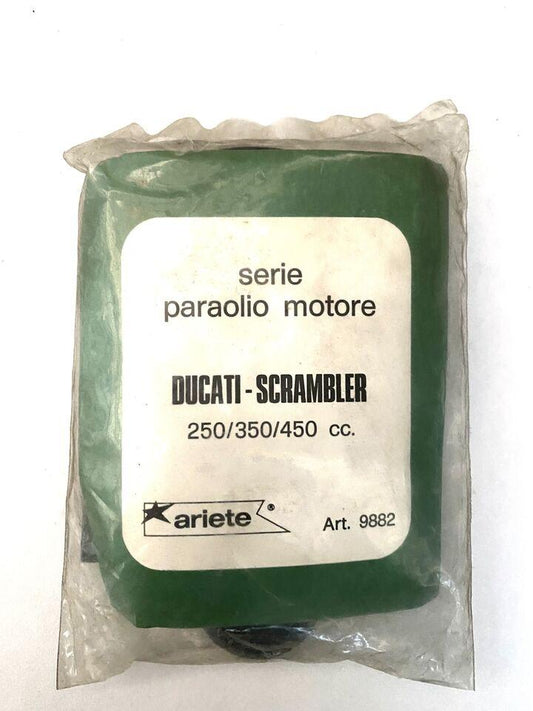 serie
paraolio motore
DUCATI-SCRAMBLER
250/350/450 cc.
ariete®
Art. 9882